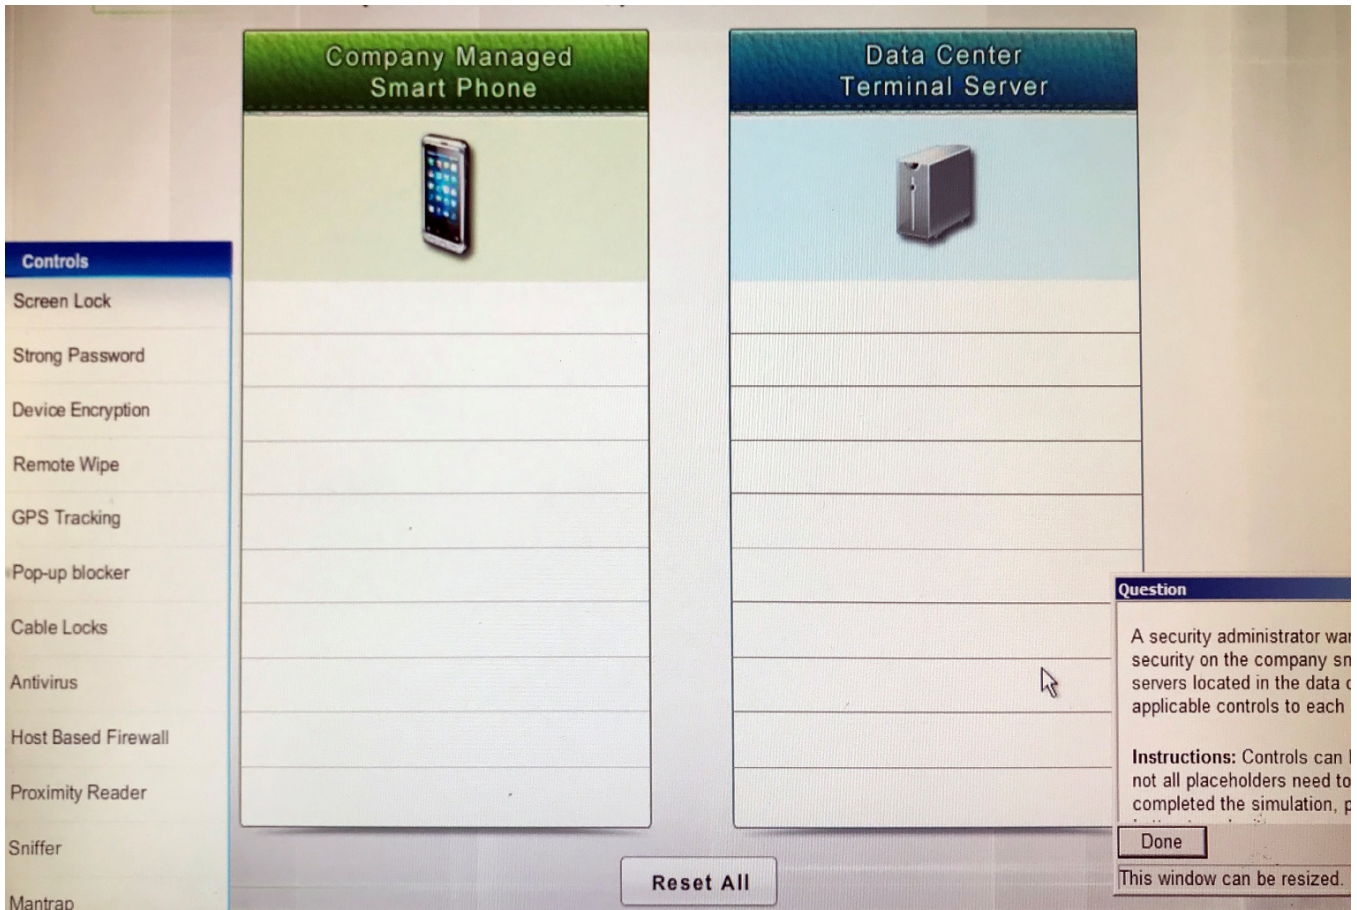 Company Managed
Smart Phone
Data Center
Terminal Server
Controls
Screen Lock
Strong Password
Device Encryption
Remote Wipe
GPS Tracking
Pop-up blocker
Cable Locks
Antivirus
Host Based Firewall
Proximity Reader
Sniffer
Mantrap
Question
A security administrator
security on the company
servers located in the data
applicable controls to each
Instructions: Controls can
not all placeholders need to
completed the simulation,
Done
This window can be resized.
Reset All